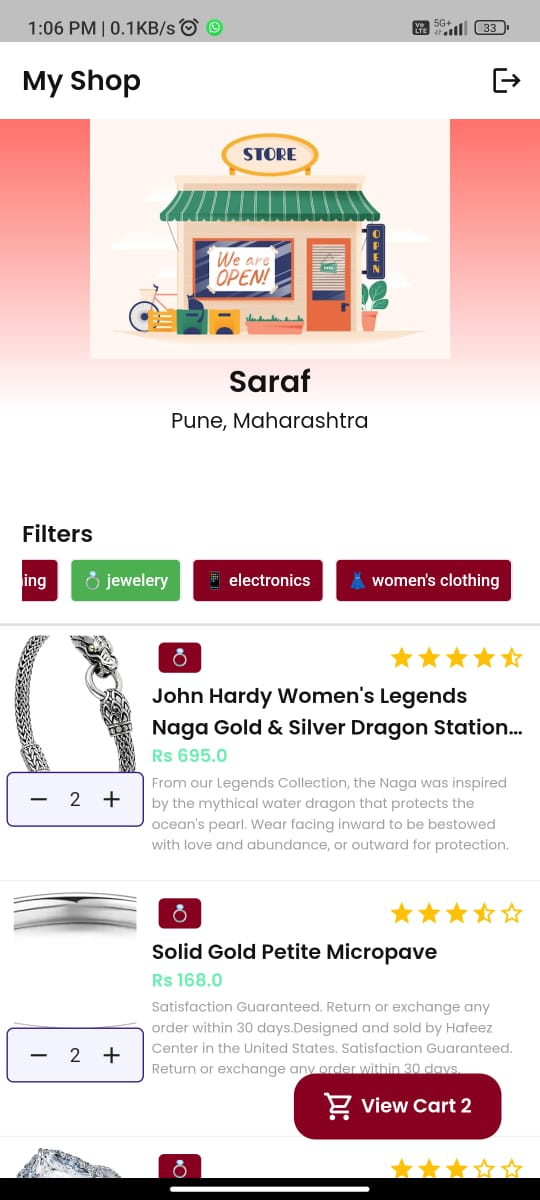 1:06 PM | 0.1KB/s
Vo LTE 5G+ 33
My Shop
STORE
We are
OPEN!
OPEN
Saraf
Pune, Maharashtra
Filters
ing
💍 jewelery
📱 electronics
👗 women's clothing
John Hardy Women's Legends
Naga Gold & Silver Dragon Station...
Rs 695.0
From our Legends Collection, the Naga was inspired
by the mythical water dragon that protects the
ocean's pearl. Wear facing inward to be bestowed
with love and abundance, or outward for protection.
− 2 +
Solid Gold Petite Micropave
Rs 168.0
Satisfaction Guaranteed. Return or exchange any
order within 30 days.Designed and sold by Hafeez
Center in the United States. Satisfaction Guaranteed.
Return or exchange any order within 30 days.
− 2 +
View Cart 2